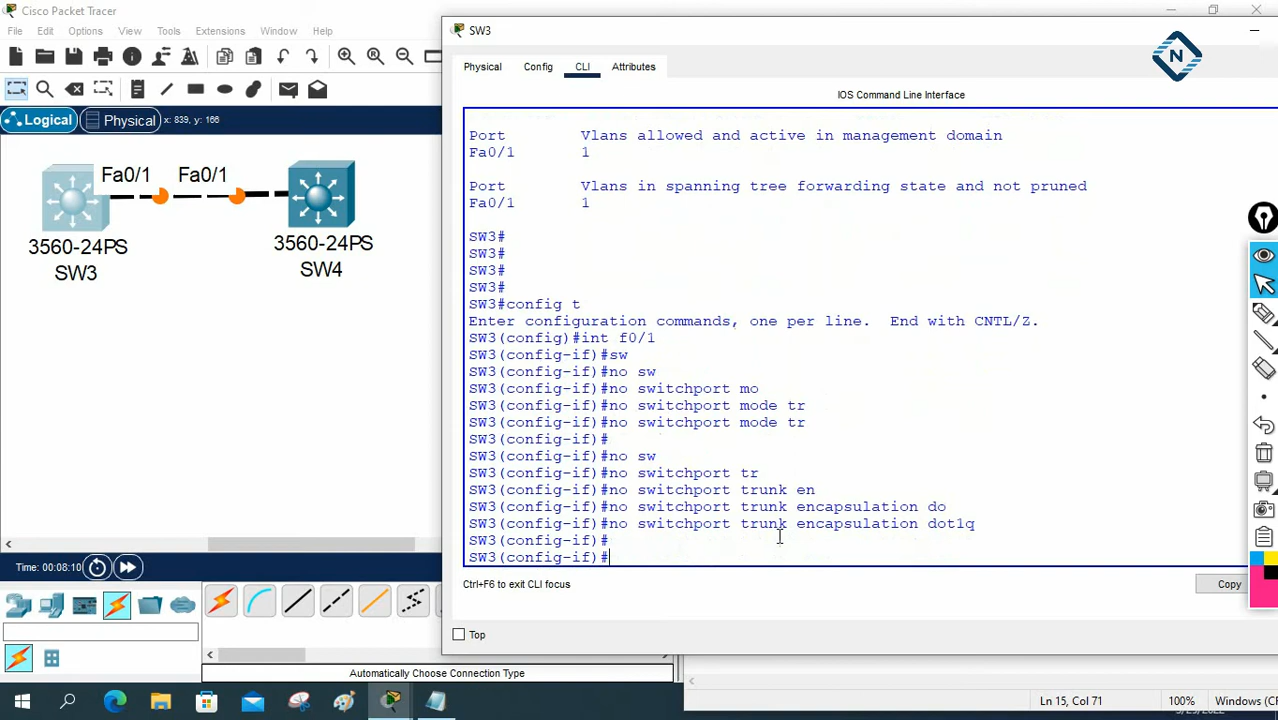 Cisco Packet Tracer
File Edit Options View Tools Extensions Window Help
Logical Physical x: 839, y: 166
Fa0/1 Fa0/1
3560-24PS
SW3
3560-24PS
SW4
Time: 00:08:10
Automatically Choose Connection Type
SW3
Physical Config CLI Attributes
IOS Command Line Interface
Port Vlans allowed and active in management domain
Fa0/1 1
Port Vlans in spanning tree forwarding state and not pruned
Fa0/1 1
SW3#
SW3#
SW3#
SW3#
SW3#config t
Enter configuration commands, one per line. End with CNTL/Z.
SW3(config)#int f0/1
SW3(config-if)#sw
SW3(config-if)#no sw
SW3(config-if)#no switchport mo
SW3(config-if)#no switchport mode tr
SW3(config-if)#no switchport mode tr
SW3(config-if)#
SW3(config-if)#no sw
SW3(config-if)#no switchport tr
SW3(config-if)#no switchport trunk en
SW3(config-if)#no switchport trunk encapsulation do
SW3(config-if)#no switchport trunk encapsulation dot1q
SW3(config-if)#
SW3(config-if)#
Ctrl+F6 to exit CLI focus
Copy
Top
Ln 15, Col 71 100% Windows (CR